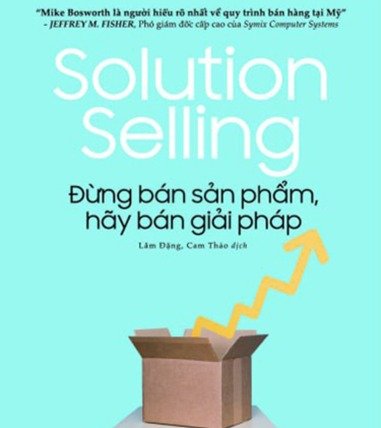 “Mike Bosworth là người hiểu rõ nhất về quy trình bán hàng tại Mỹ”
- JEFFREY M. FISHER, Phó giám đốc cấp cao của Symix Computer Systems
Solution
Selling
Đừng bán sản phẩm,
hãy bán giải pháp
Lâm Đặng, Cam Thảo dịch